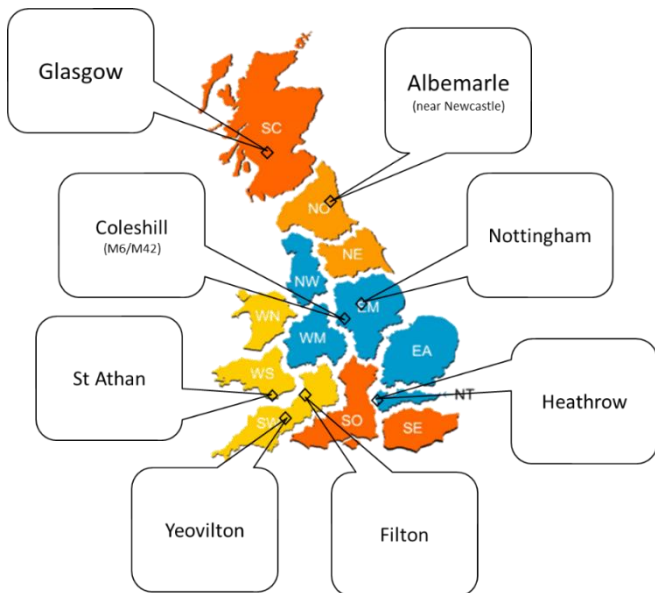 Glasgow
Albemarle
(near Newcastle)
SC
NO
Coleshill
(M6/M42)
Nottingham
NE
NW
EM
WN
WM
EA
WS
St Athan
NT
Heathrow
SW
SO
SE
Yeovilton
Filton